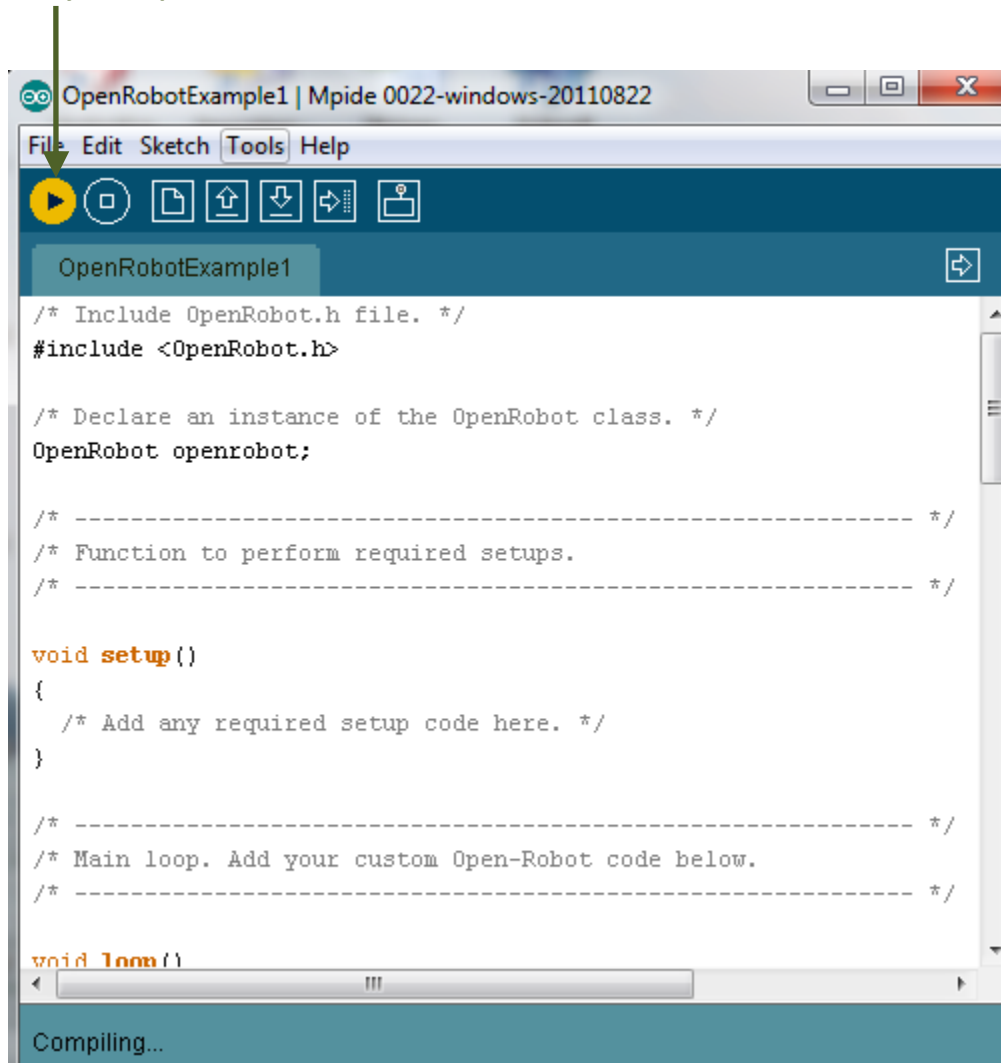 OpenRobotExample1 | Mpide 0022-windows-20110822
File Edit Sketch Tools Help
OpenRobotExample1
/* Include OpenRobot.h file. */
#include <OpenRobot.h>
/* Declare an instance of the OpenRobot class. */
OpenRobot openrobot;
/* ------------------------------------------------------------- */
/* Function to perform required setups.
/* ------------------------------------------------------------- */
void setup()
{
/* Add any required setup code here. */
}
/* ------------------------------------------------------------- */
/* Main loop. Add your custom Open-Robot code below.
/* ------------------------------------------------------------- */
void loop()
Compiling...